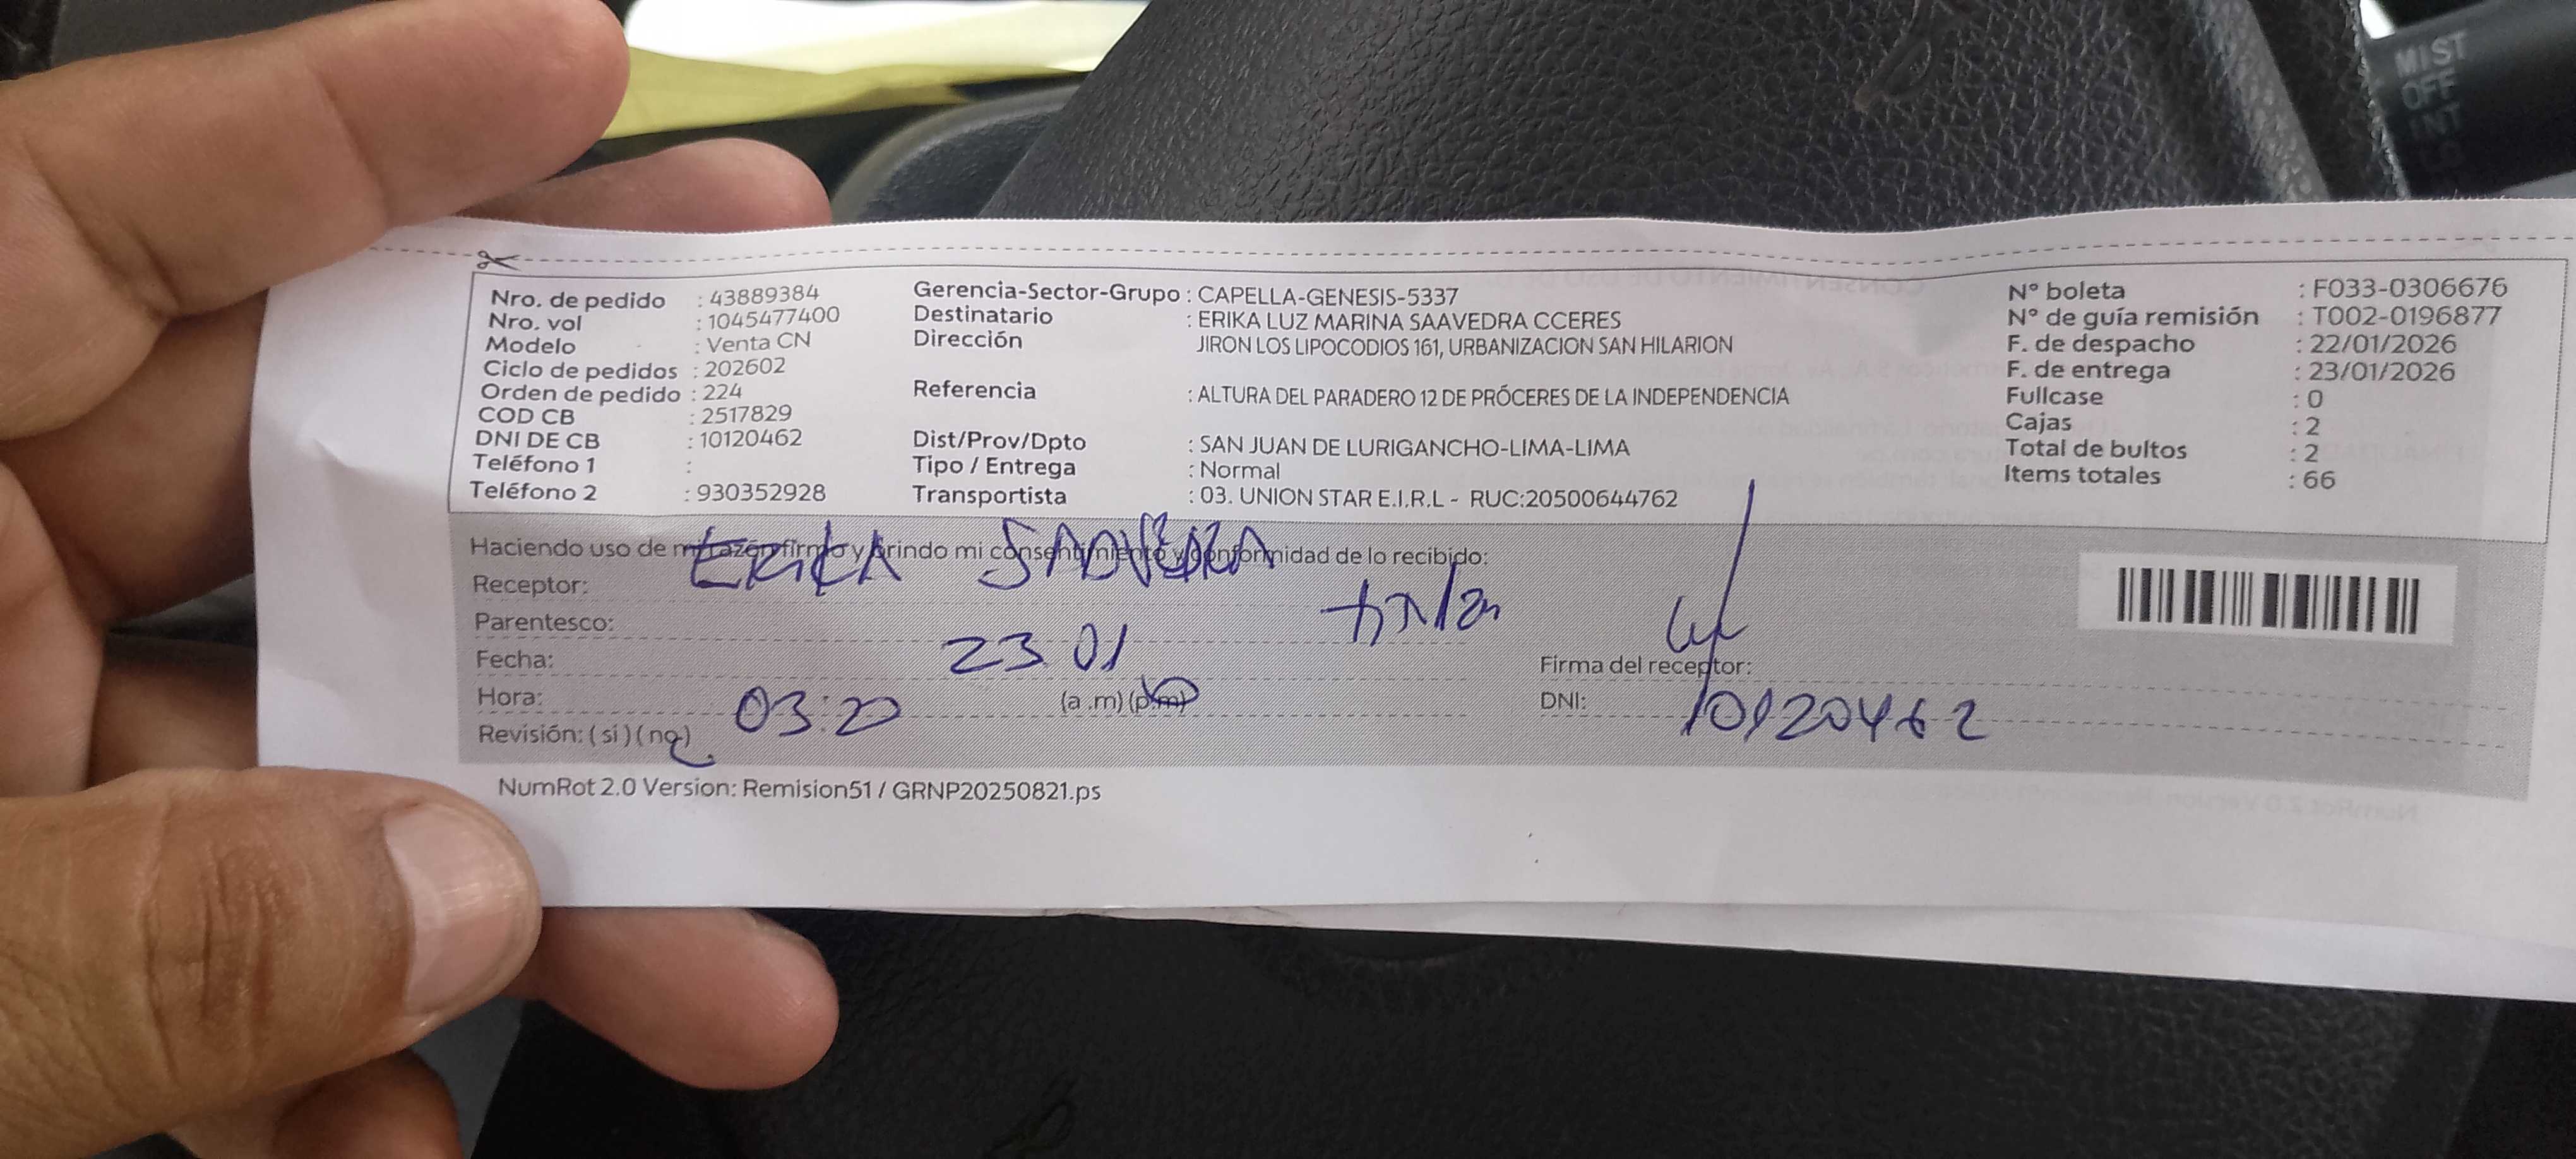 Nro. de pedido : 43889384
Nro. vol : 1045477400
Modelo : Venta CN
Ciclo de pedidos : 202602
Orden de pedido : 224
COD CB : 2517829
DNI DE CB : 10120462
Teléfono 1 :
Teléfono 2 : 930352928
Gerencia-Sector-Grupo : CAPELLA-GENESIS-5337
Destinatario : ERIKA LUZ MARINA SAAVEDRA CCERES
Dirección JIRON LOS LIPOCODIOS 161, URBANIZACION SAN HILARION
Referencia : ALTURA DEL PARADERO 12 DE PRÓCERES DE LA INDEPENDENCIA
Dist/Prov/Dpto : SAN JUAN DE LURIGANCHO-LIMA-LIMA
Tipo / Entrega : Normal
Transportista : 03. UNION STAR E.I.R.L - RUC:20500644762
N° boleta : F033-0306676
N° de guía remisión : T002-0196877
F. de despacho : 22/01/2026
F. de entrega : 23/01/2026
Fullcase : 0
Cajas : 2
Total de bultos : 2
Items totales : 66
Haciendo uso de mi razón firmo y brindo mi consentimiento y conformidad de lo recibido:
Receptor: ERIKA
Parentesco:
Fecha: 23 01
Hora: 03:20 (a .m) (p.m)
Revisión: ( si ) ( no )
Firma del receptor:
DNI: 10120462
NumRot 2.0 Version: Remision51 / GRNP20250821.ps
MIST
OFF
INT